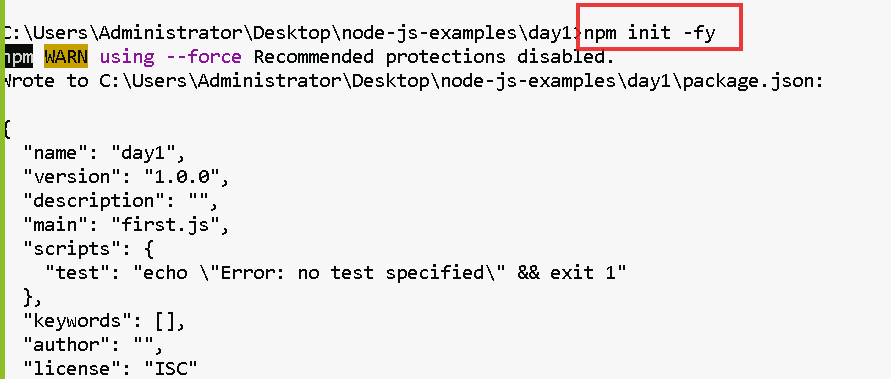 C:\Users\Administrator\Desktop\node-js-examples\day1>npm init -fy
npm WARN using --force Recommended protections disabled.
Wrote to C:\Users\Administrator\Desktop\node-js-examples\day1\package.json:
{
  "name": "day1",
  "version": "1.0.0",
  "description": "",
  "main": "first.js",
  "scripts": {
    "test": "echo \"Error: no test specified\" && exit 1"
  },
  "keywords": [],
  "author": "",
  "license": "ISC"